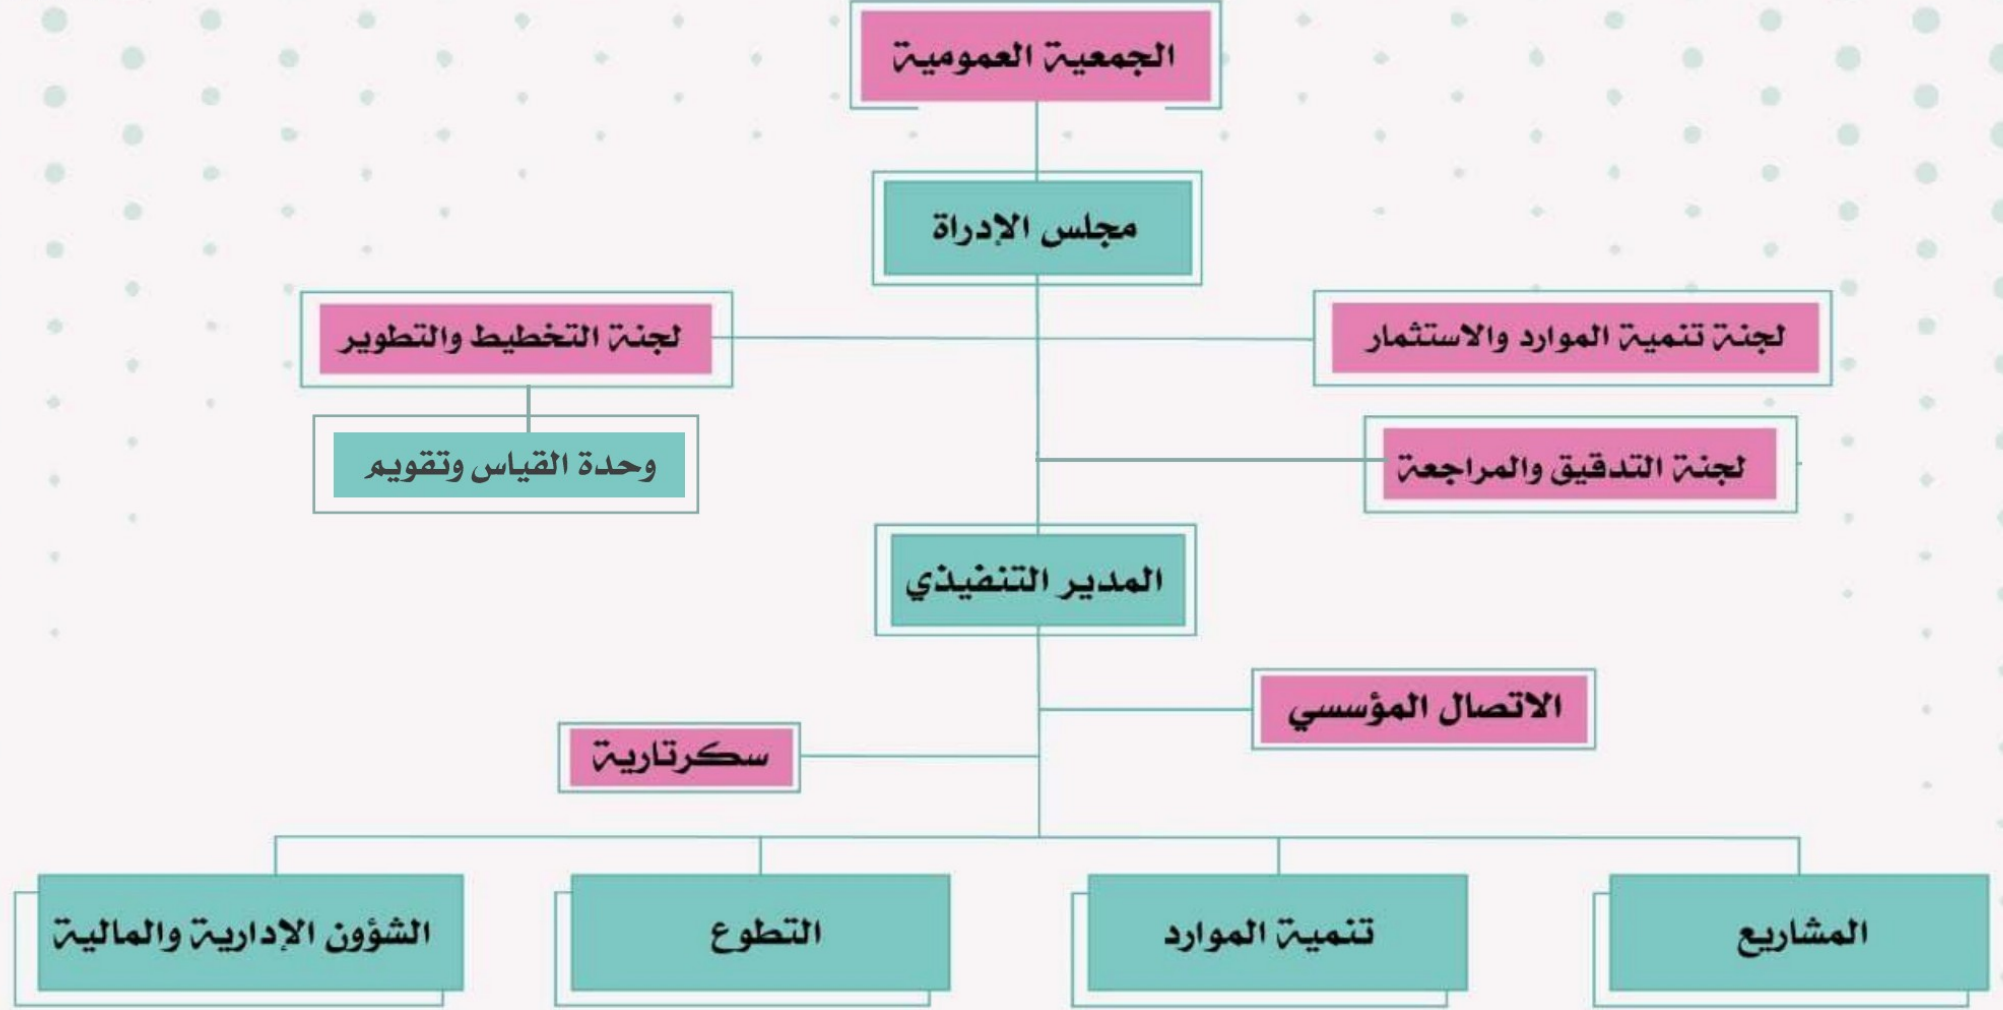 الجمعية العمومية
مجلس الإدراة
لجنة تنمية الموارد والاستثمار
لجنة التخطيط والتطوير
لجنة التدقيق والمراجعة
وحدة القياس وتقويم
المدير التنفيذي
الاتصال المؤسسي
سكرتارية
المشاريع
تنمية الموارد
التطوع
الشؤون الإدارية والمالية